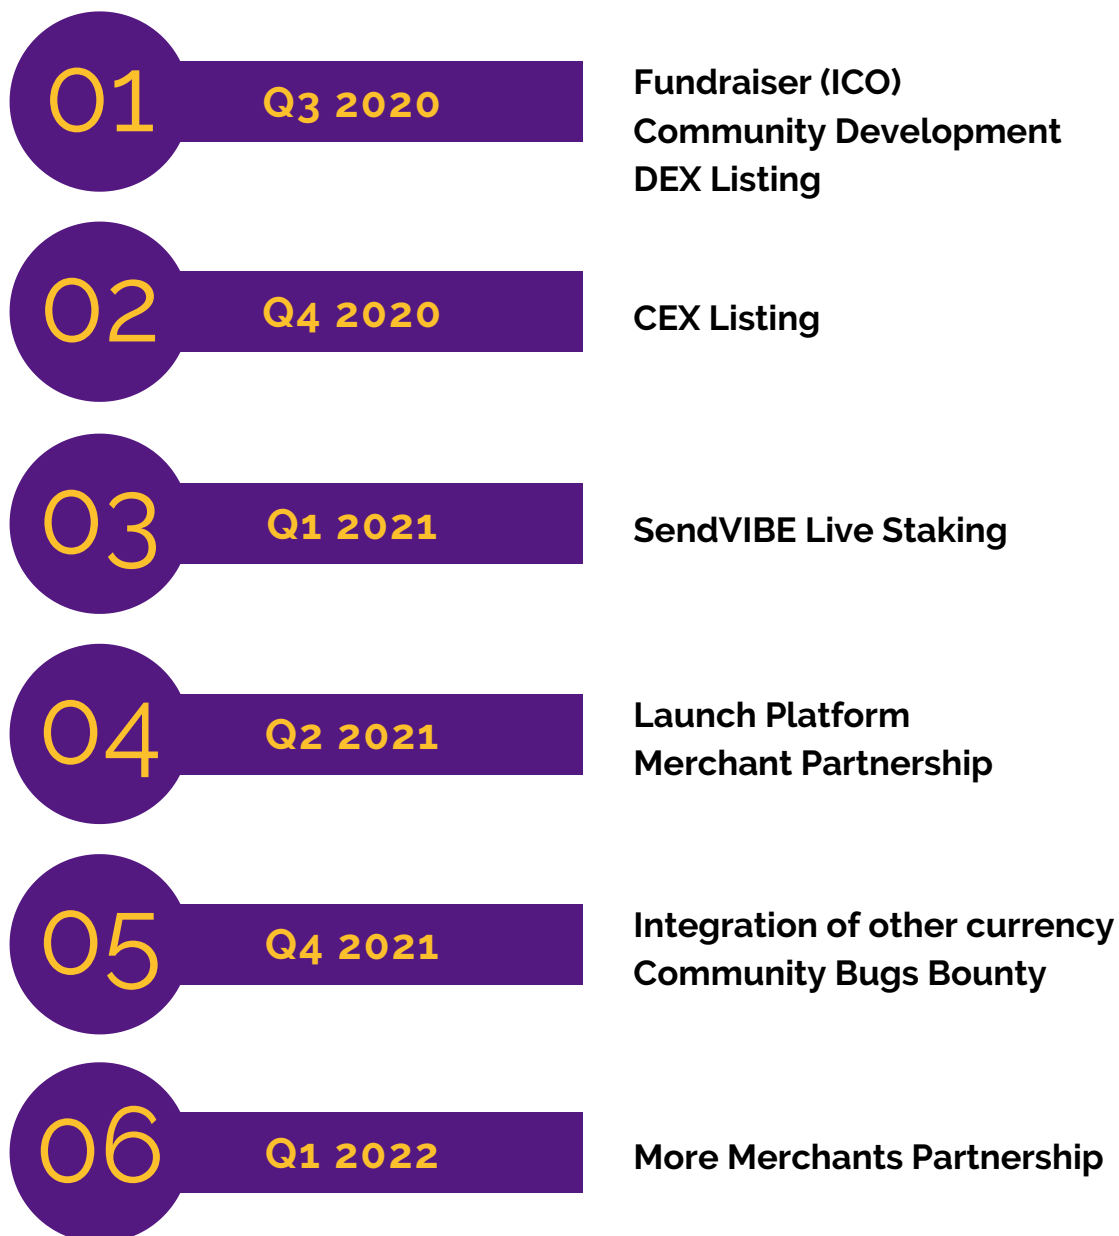 01
Q3 2020
Fundraiser (ICO)
Community Development
DEX Listing
02
Q4 2020
CEX Listing
03
Q1 2021
SendVIBE Live Staking
04
Q2 2021
Launch Platform
Merchant Partnership
05
Q4 2021
Integration of other currency
Community Bugs Bounty
06
Q1 2022
More Merchants Partnership